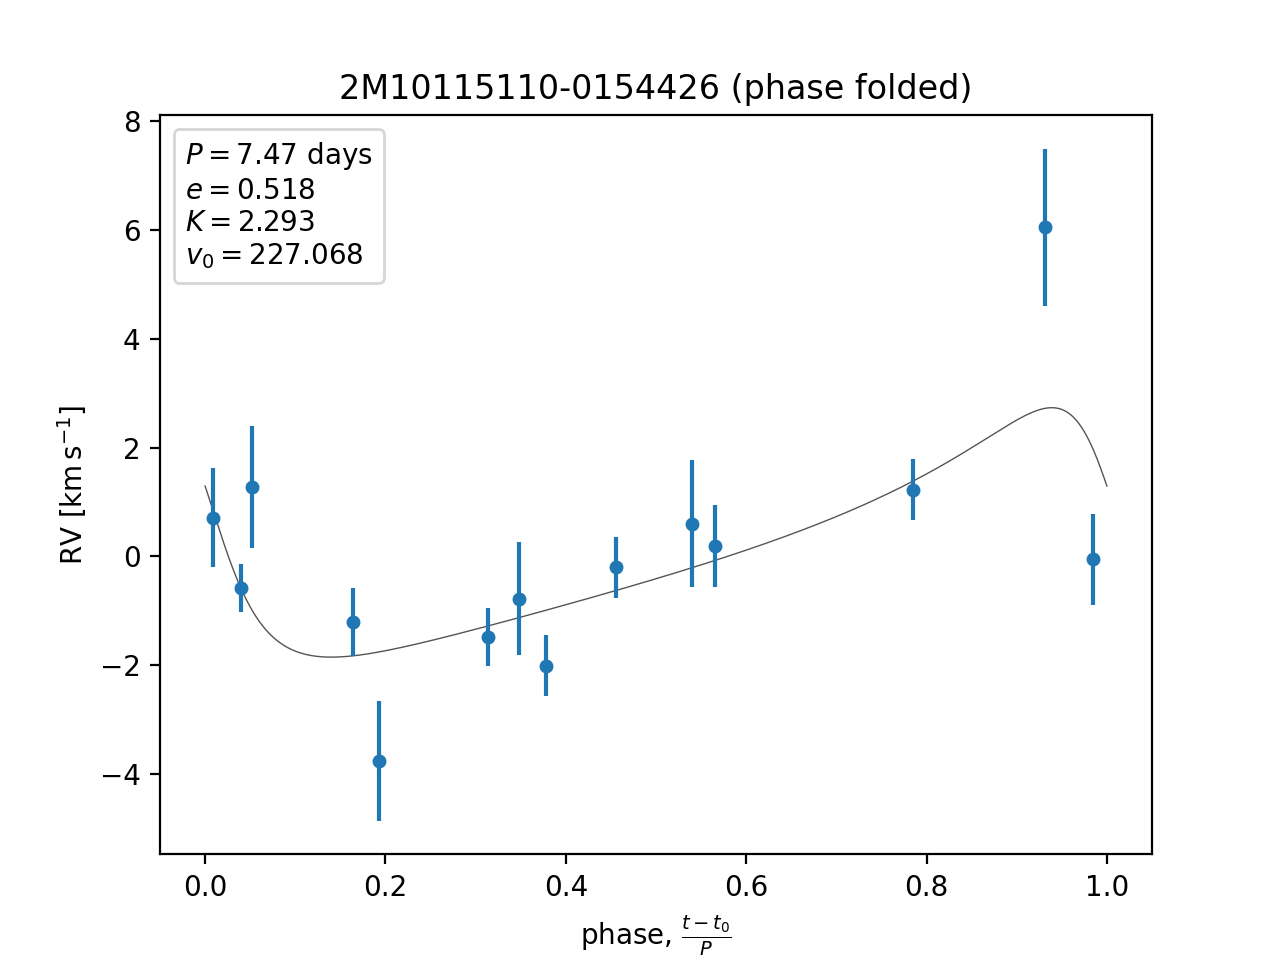 2M10115110-0154426 (phase folded)
P = 7.47 days
e = 0.518
K = 2.293
v₀ = 227.068
8
6
4
2
0
−2
−4
RV [km s⁻¹]
0.0 0.2 0.4 0.6 0.8 1.0
phase, (t − t₀)/P